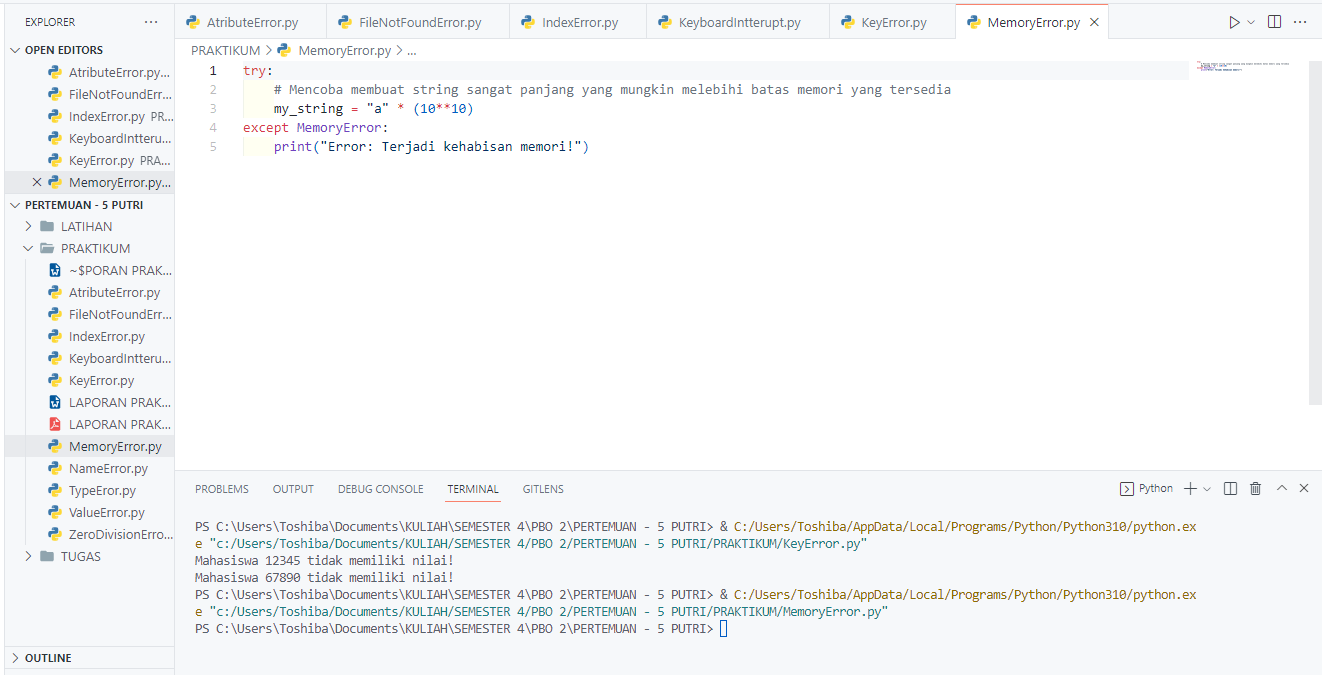 EXPLORER
OPEN EDITORS
AtributeError.py...
FileNotFoundErr...
IndexError.py PR...
KeyboardIntteru...
KeyError.py PRA...
MemoryError.py...
PERTEMUAN - 5 PUTRI
LATIHAN
PRAKTIKUM
~$PORAN PRAK...
AtributeError.py
FileNotFoundErr...
IndexError.py
KeyboardIntteru...
KeyError.py
LAPORAN PRAK...
LAPORAN PRAK...
MemoryError.py
NameError.py
TypeEror.py
ValueError.py
ZeroDivisionErro...
TUGAS
OUTLINE
AtributeError.py FileNotFoundError.py IndexError.py KeyboardIntterupt.py KeyError.py MemoryError.py
PRAKTIKUM > MemoryError.py > ...
1 try:
2 # Mencoba membuat string sangat panjang yang mungkin melebihi batas memori yang tersedia
3 my_string = "a" * (10**10)
4 except MemoryError:
5 print("Error: Terjadi kehabisan memori!")
PROBLEMS OUTPUT DEBUG CONSOLE TERMINAL GITLENS
Python
PS C:\Users\Toshiba\Documents\KULIAH\SEMESTER 4\PBO 2\PERTEMUAN - 5 PUTRI> & C:/Users/Toshiba/AppData/Local/Programs/Python/Python310/python.ex
e "c:/Users/Toshiba/Documents/KULIAH/SEMESTER 4/PBO 2/PERTEMUAN - 5 PUTRI/PRAKTIKUM/KeyError.py"
Mahasiswa 12345 tidak memiliki nilai!
Mahasiswa 67890 tidak memiliki nilai!
PS C:\Users\Toshiba\Documents\KULIAH\SEMESTER 4\PBO 2\PERTEMUAN - 5 PUTRI> & C:/Users/Toshiba/AppData/Local/Programs/Python/Python310/python.ex
e "c:/Users/Toshiba/Documents/KULIAH/SEMESTER 4/PBO 2/PERTEMUAN - 5 PUTRI/PRAKTIKUM/MemoryError.py"
PS C:\Users\Toshiba\Documents\KULIAH\SEMESTER 4\PBO 2\PERTEMUAN - 5 PUTRI>